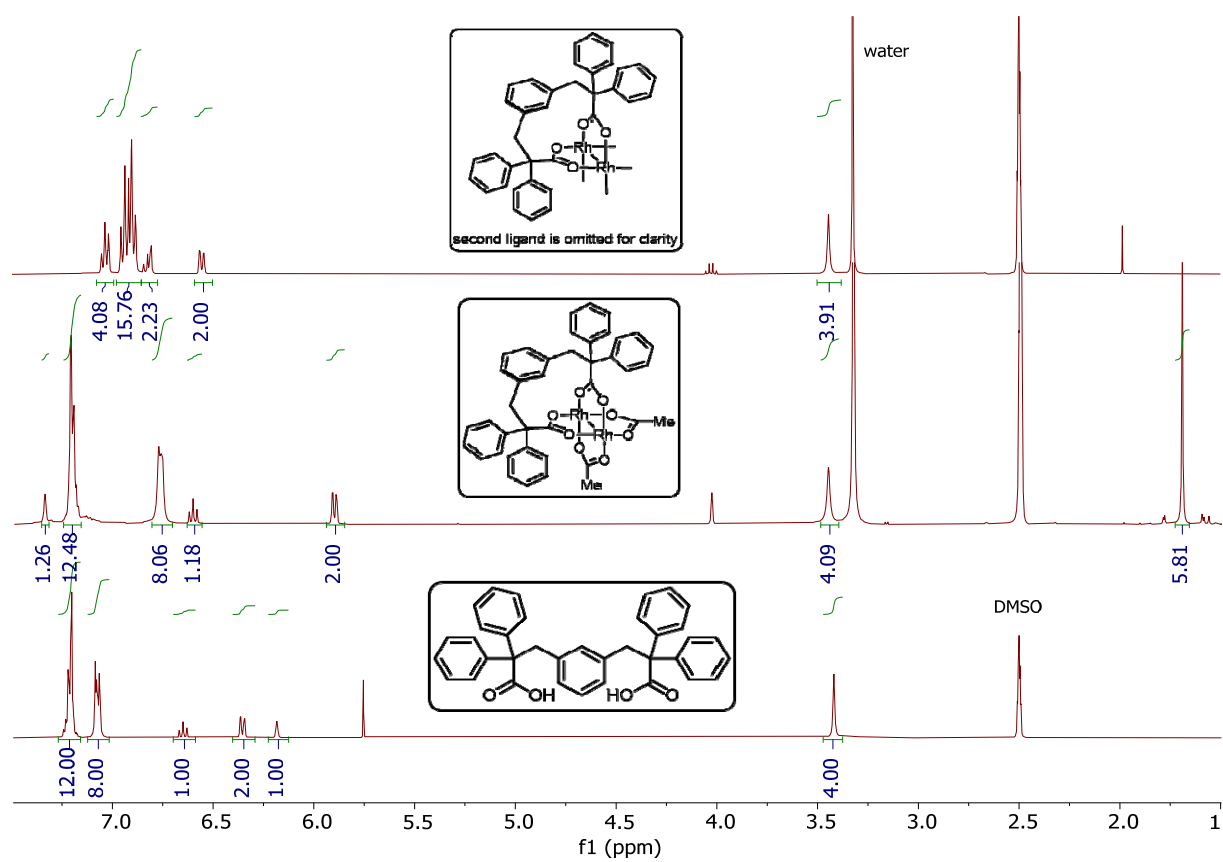 water
O
O
O
Rh
O
Rh
second ligand is omitted for clarity
4.08
15.76
2.23
2.00
3.91
O
O
O
Rh
O
Me
O
Rh
O
O
O
Me
1.26
12.48
8.06
1.18
2.00
4.09
5.81
DMSO
O
OH
HO
O
12.00
8.00
1.00
2.00
1.00
4.00
7.0 6.5 6.0 5.5 5.0 4.5 4.0 3.5 3.0 2.5 2.0 1
f1 (ppm)